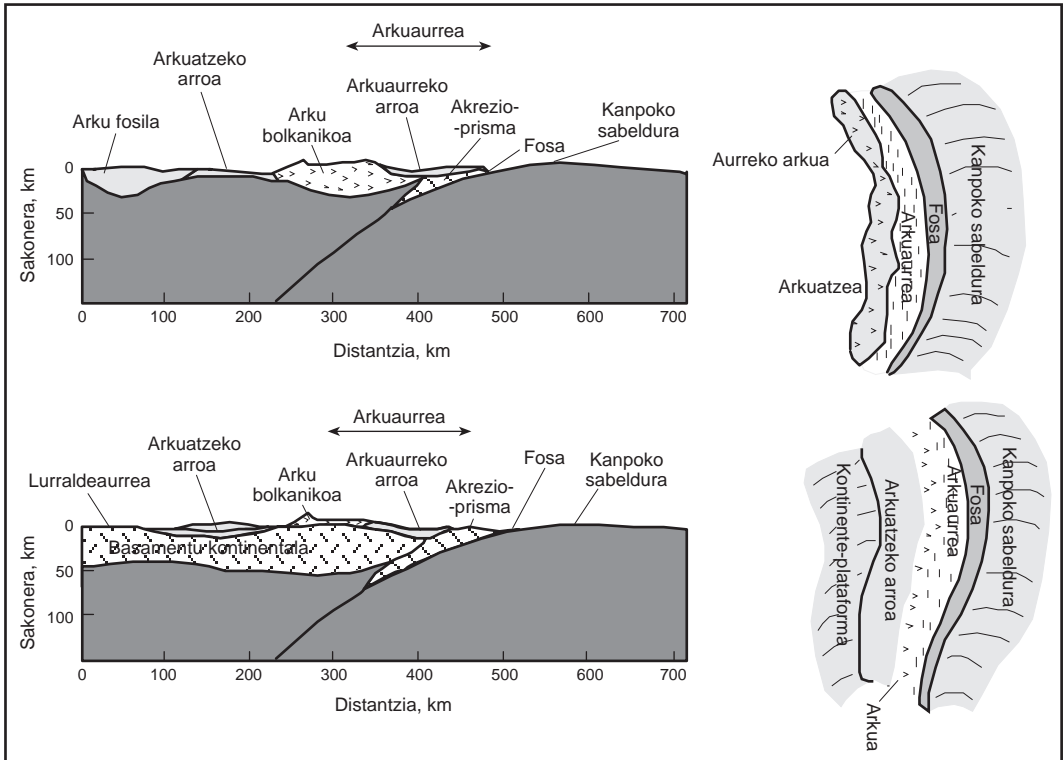 Arkuaurrea
Arkuatzeko
arroa
Arku fosila
Arku
bolkanikoa
Arkuaurreko
arroa
Akrezio-
-prisma
Fosa
Kanpoko
sabeldura
Sakonera, km
0
50
100
0 100 200 300 400 500 600 700
Distantzia, km
Aurreko arkua
Arkuatzea
Arkuaurrea
Fosa
Kanpoko sabeldura
Arkuaurrea
Lurraldeaurrea
Arkuatzeko
arroa
Arku
bolkanikoa
Arkuaurreko
arroa
Akrezio-
-prisma
Fosa
Kanpoko
sabeldura
Basamentu kontinentala
Sakonera, km
0
50
100
0 100 200 300 400 500 600 700
Distantzia, km
Kontinente-plataforma
Arkuatzeko arroa
Arkuaurrea
Fosa
Kanpoko sabeldura
Arkua